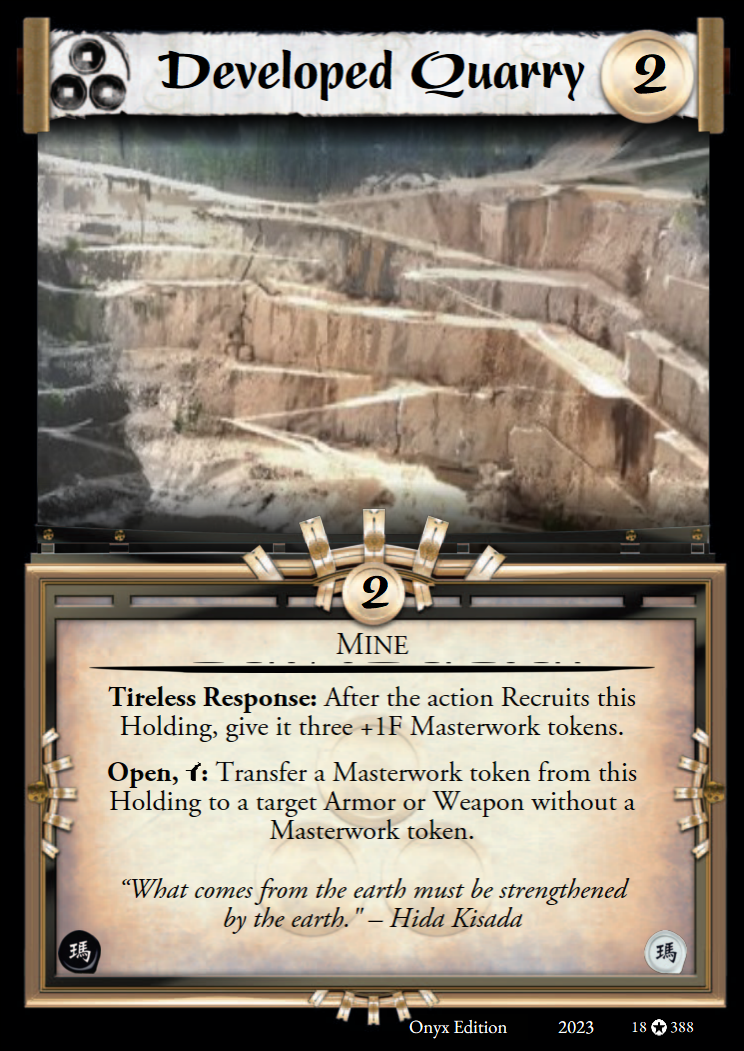 Developed Quarry 2
2
MINE
Tireless Response: After the action Recruits this
Holding, give it three +1F Masterwork tokens.
Open, : Transfer a Masterwork token from this
Holding to a target Armor or Weapon without a
Masterwork token.
“What comes from the earth must be strengthened
by the earth." – Hida Kisada
瑪 瑪
Onyx Edition 2023 18 388